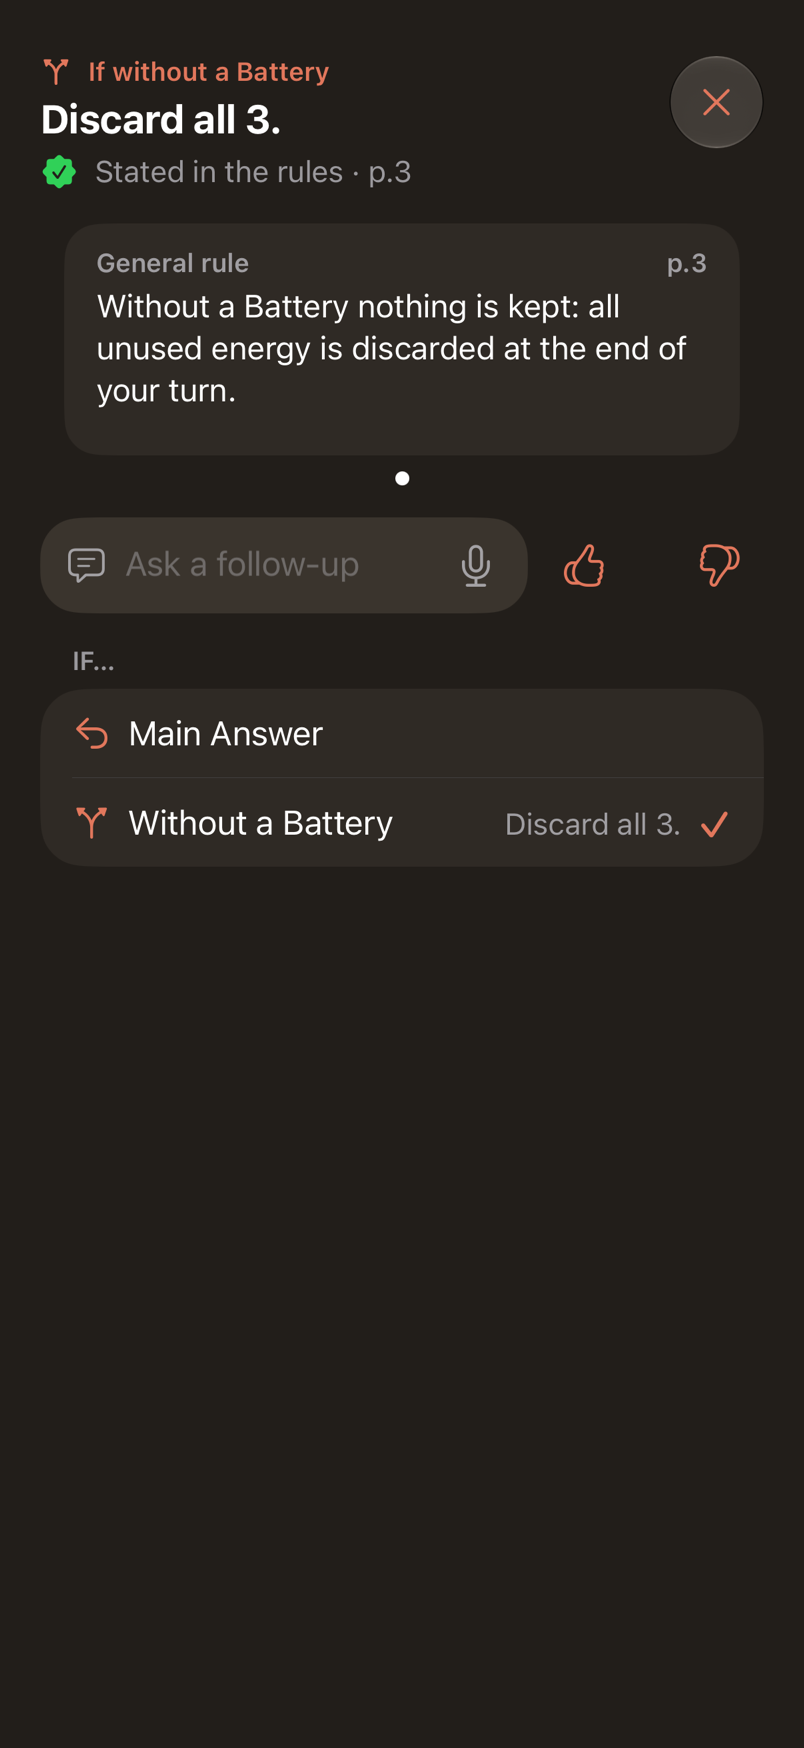 If without a Battery
Discard all 3.
Stated in the rules · p.3
General rule p.3
Without a Battery nothing is kept: all
unused energy is discarded at the end of
your turn.
Ask a follow-up
IF...
Main Answer
Without a Battery Discard all 3.